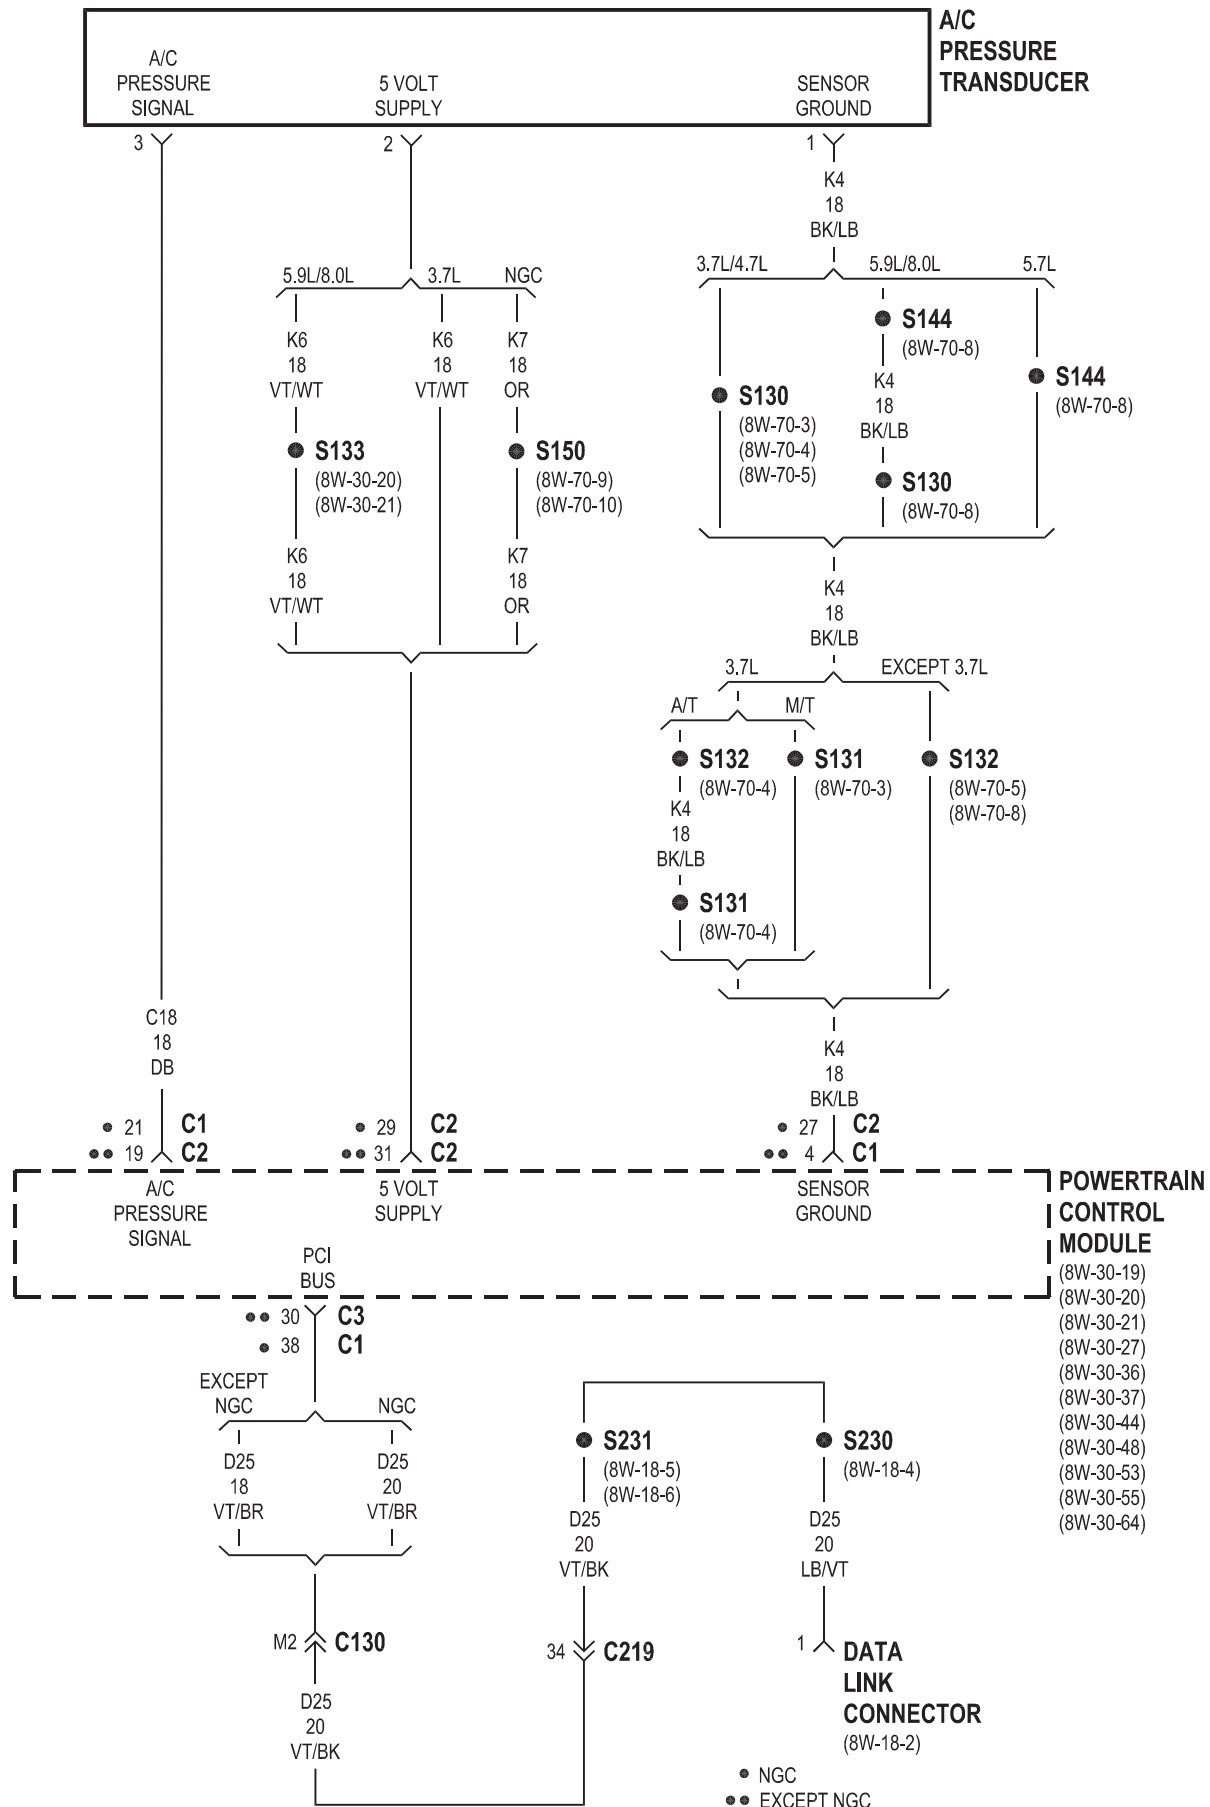 A/C
PRESSURE
TRANSDUCER
A/C
PRESSURE
SIGNAL
5 VOLT
SUPPLY
SENSOR
GROUND
3
2
1
K4
18
BK/LB
5.9L/8.0L
3.7L
NGC
3.7L/4.7L
5.9L/8.0L
5.7L
K6
18
VT/WT
K6
18
VT/WT
K7
18
OR
S133
(8W-30-20)
(8W-30-21)
S150
(8W-70-9)
(8W-70-10)
K6
18
VT/WT
K7
18
OR
S130
(8W-70-3)
(8W-70-4)
(8W-70-5)
S144
(8W-70-8)
K4
18
BK/LB
S130
(8W-70-8)
S144
(8W-70-8)
K4
18
BK/LB
3.7L
EXCEPT 3.7L
A/T
M/T
S132
(8W-70-4)
K4
18
BK/LB
S131
(8W-70-4)
S131
(8W-70-3)
S132
(8W-70-5)
(8W-70-8)
C18
18
DB
K4
18
BK/LB
21 C1
19 C2
29 C2
31 C2
27 C2
4 C1
A/C
PRESSURE
SIGNAL
5 VOLT
SUPPLY
SENSOR
GROUND
PCI
BUS
POWERTRAIN
CONTROL
MODULE
(8W-30-19)
(8W-30-20)
(8W-30-21)
(8W-30-27)
(8W-30-36)
(8W-30-37)
(8W-30-44)
(8W-30-48)
(8W-30-53)
(8W-30-55)
(8W-30-64)
30 C3
38 C1
EXCEPT
NGC
NGC
D25
18
VT/BR
D25
20
VT/BR
M2 C130
D25
20
VT/BK
S231
(8W-18-5)
(8W-18-6)
D25
20
VT/BK
34 C219
S230
(8W-18-4)
D25
20
LB/VT
1
DATA
LINK
CONNECTOR
(8W-18-2)
• NGC
•• EXCEPT NGC